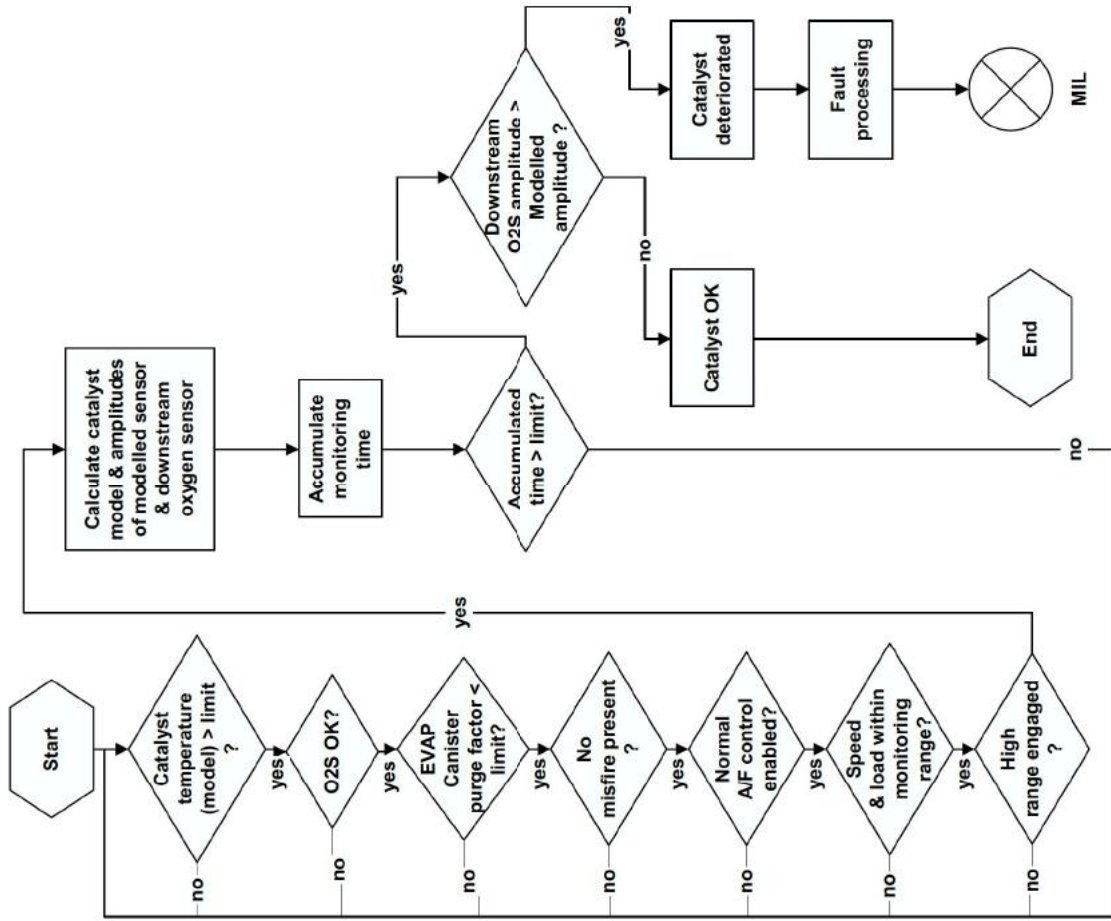 Start
Catalyst
temperature
(model) > limit
?
yes
no
O2S OK?
yes
no
EVAP
Canister
purge factor <
limit?
yes
no
No
misfire present
?
yes
no
Normal
A/F control
enabled?
yes
no
Speed
& load within
monitoring
range?
yes
no
High
range engaged
?
no
yes
Calculate catalyst
model & amplitudes
of modelled sensor
& downstream
oxygen sensor
Accumulate
monitoring
time
Accumulated
time > limit?
no
yes
Downstream
O2S amplitude >
Modelled
amplitude ?
no
yes
Catalyst OK
End
Catalyst
deteriorated
Fault
processing
MIL